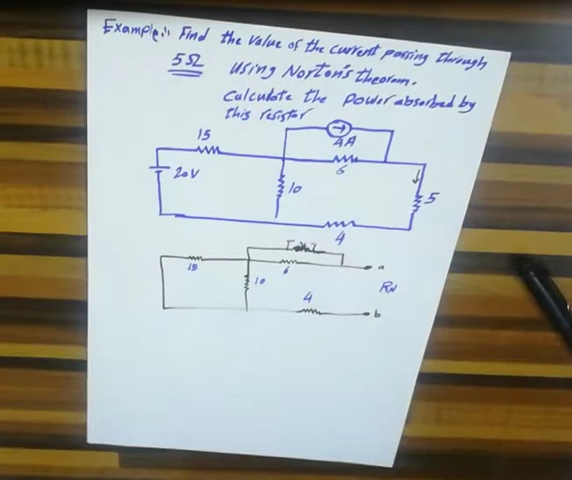 Example:: Find the value of the current passing through
5Ω using Norton's theorem.
Calculate the power absorbed by
this resistor
4A
15
6
20V
10
5
4
15
6
a
10
RN
4
b